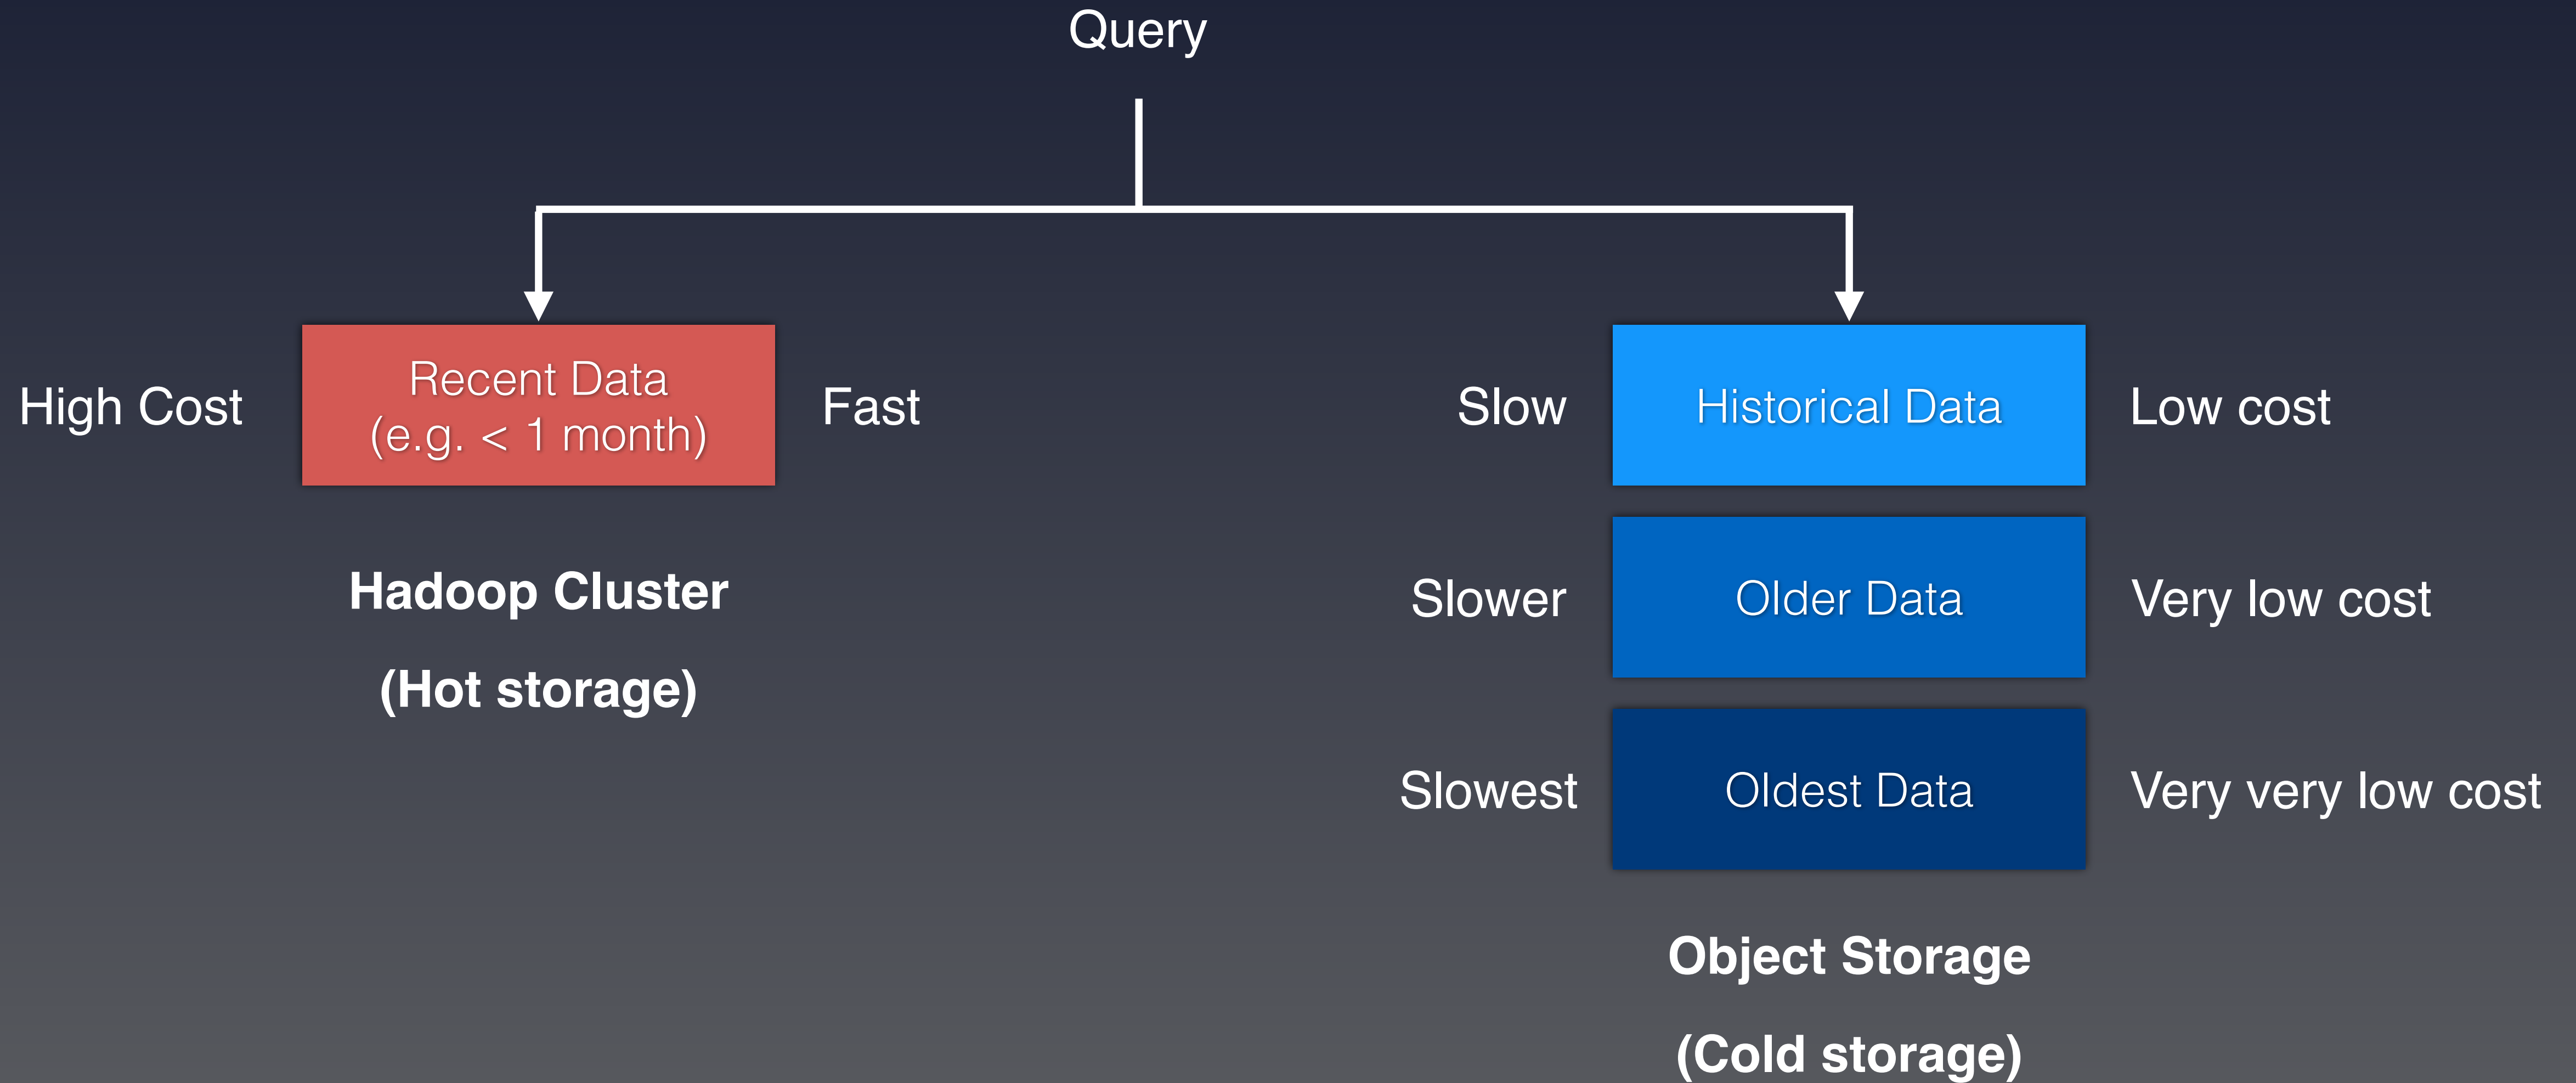 Query
High Cost
Recent Data
(e.g. < 1 month)
Fast
Hadoop Cluster
(Hot storage)
Slow
Historical Data
Low cost
Slower
Older Data
Very low cost
Slowest
Oldest Data
Very very low cost
Object Storage
(Cold storage)